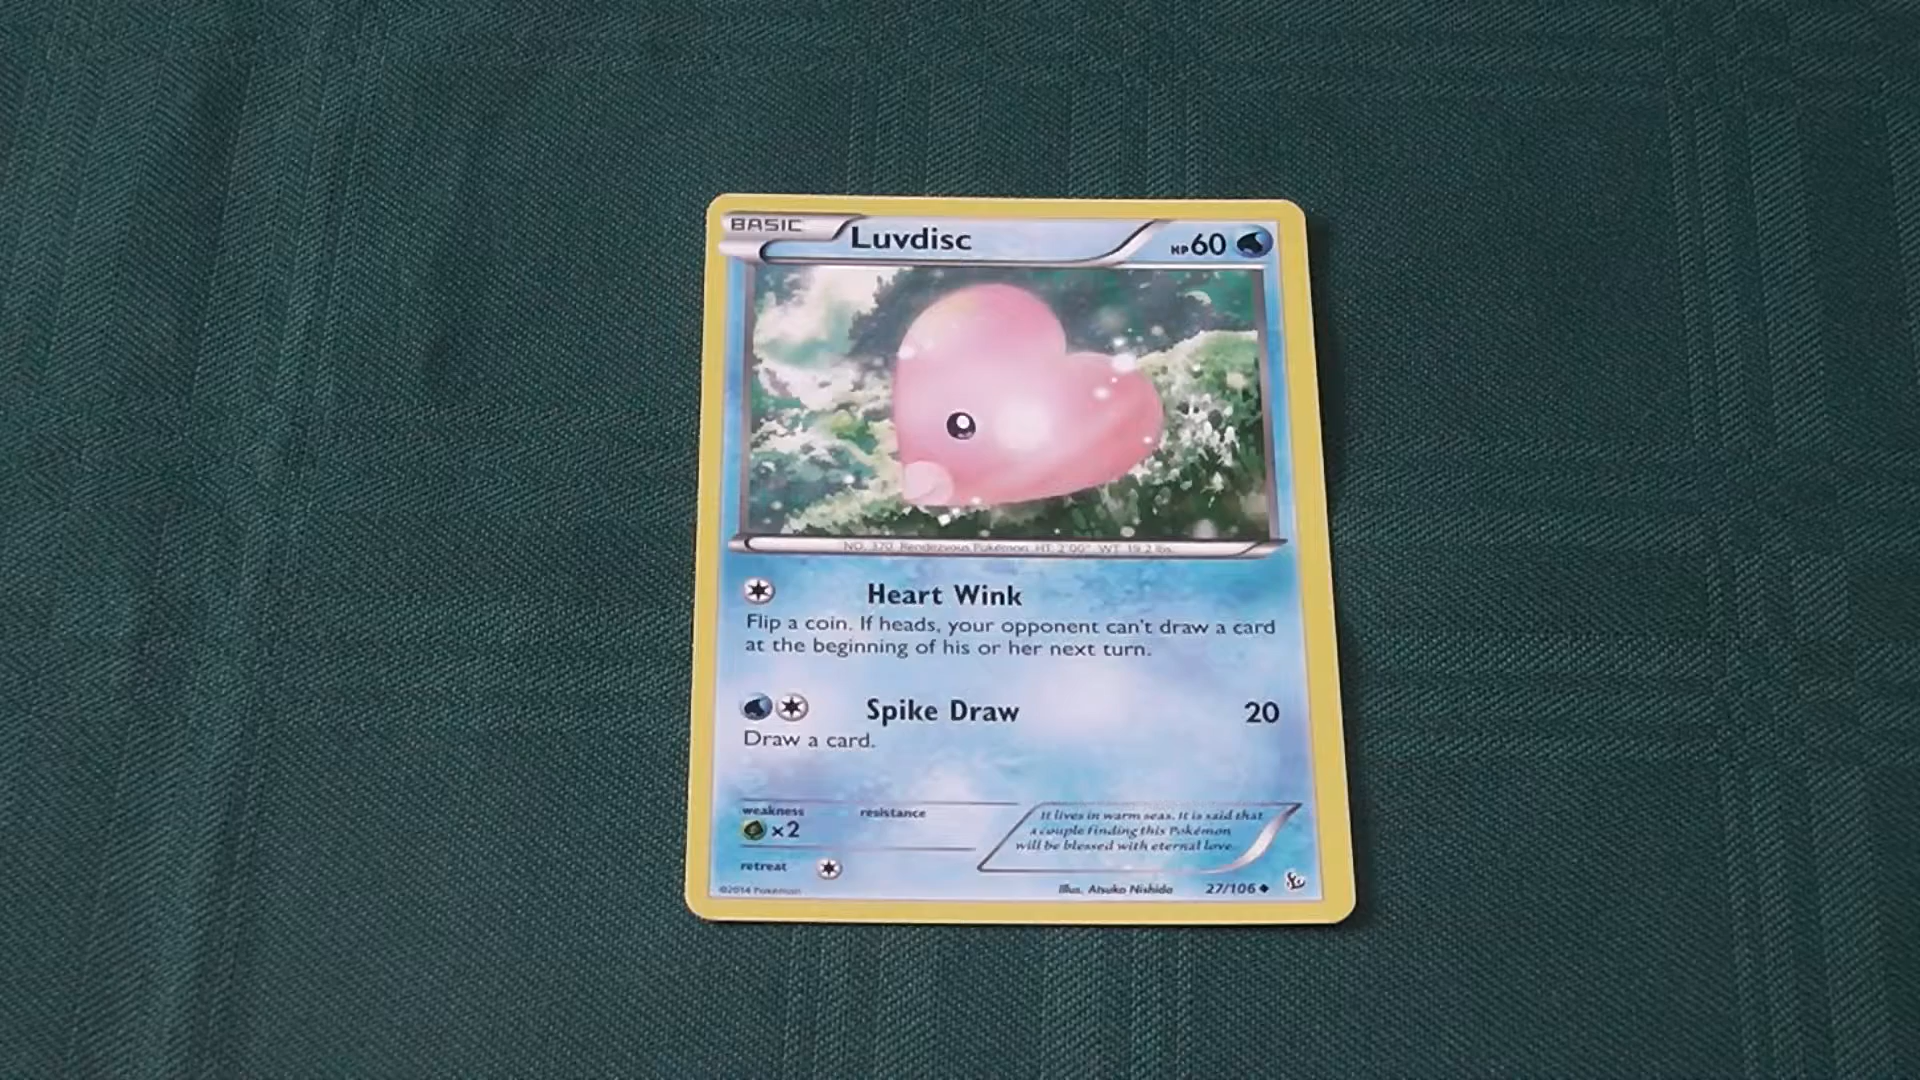 BASIC
Luvdisc
HP60
NO. 370 Rendezvous Pokémon HT: 2'00" WT: 19.2 lbs.
Heart Wink
Flip a coin. If heads, your opponent can't draw a card
at the beginning of his or her next turn.
Spike Draw 20
Draw a card.
weakness
×2
resistance
It lives in warm seas. It is said that
a couple finding this Pokémon
will be blessed with eternal love.
retreat
©2014 Pokémon
Illus. Atsuko Nishida
27/106